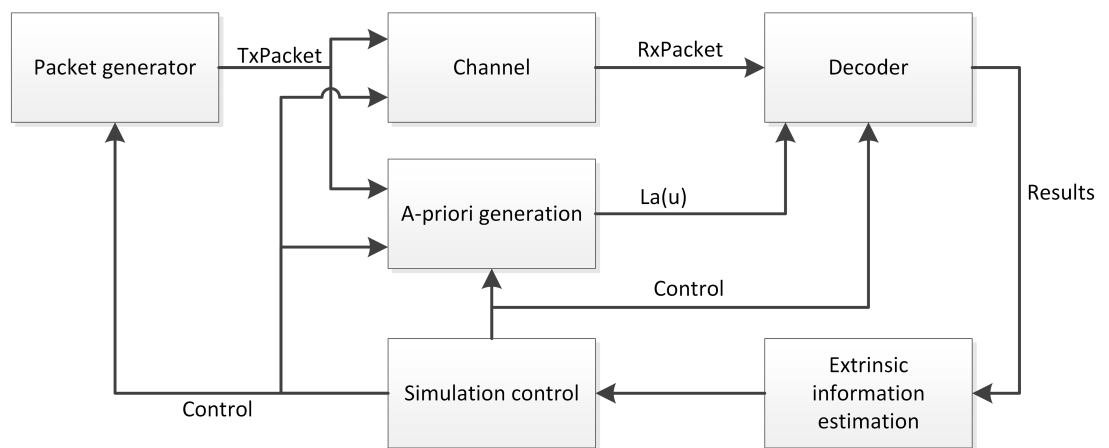 Packet generator
TxPacket
Channel
RxPacket
Decoder
A-priori generation
La(u)
Results
Control
Simulation control
Extrinsic
information
estimation
Control